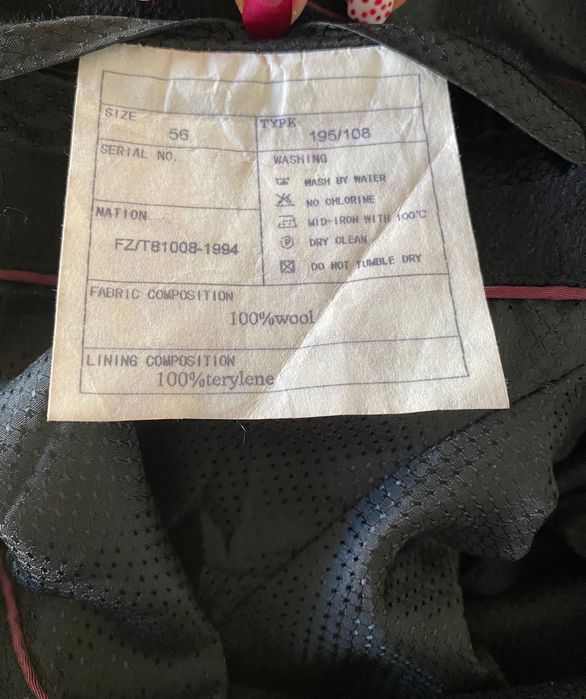 SIZE
56
TYPE
195/108
SERIAL NO.
NATION
FZ/T81008-1994
WASHING
WASH BY WATER
NO CHLORINE
MID-IRON WITH 100℃
P DRY CLEAN
DO NOT TUMBLE DRY
FABRIC COMPOSITION
100%wool
LINING COMPOSITION
100%terylene